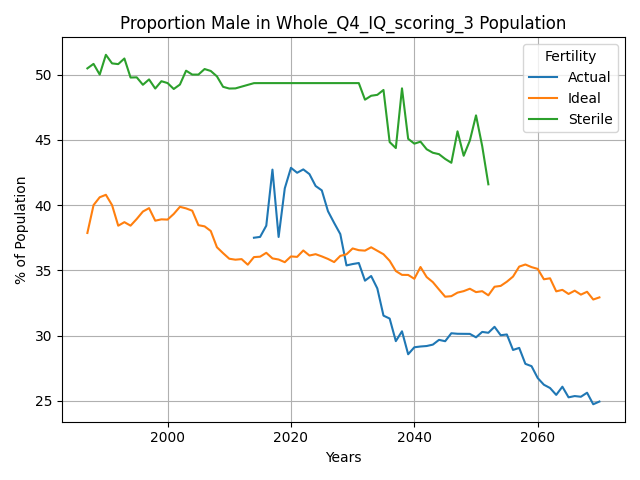 Proportion Male in Whole_Q4_IQ_scoring_3 Population
Fertility
Actual
Ideal
Sterile
% of Population
50
45
40
35
30
25
2000
2020
2040
2060
Years